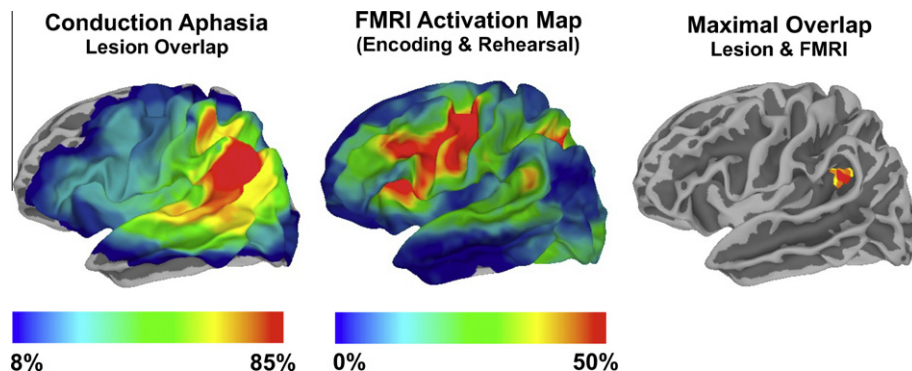 Conduction Aphasia
Lesion Overlap
FMRI Activation Map
(Encoding & Rehearsal)
Maximal Overlap
Lesion & FMRI
8%
85%
0%
50%